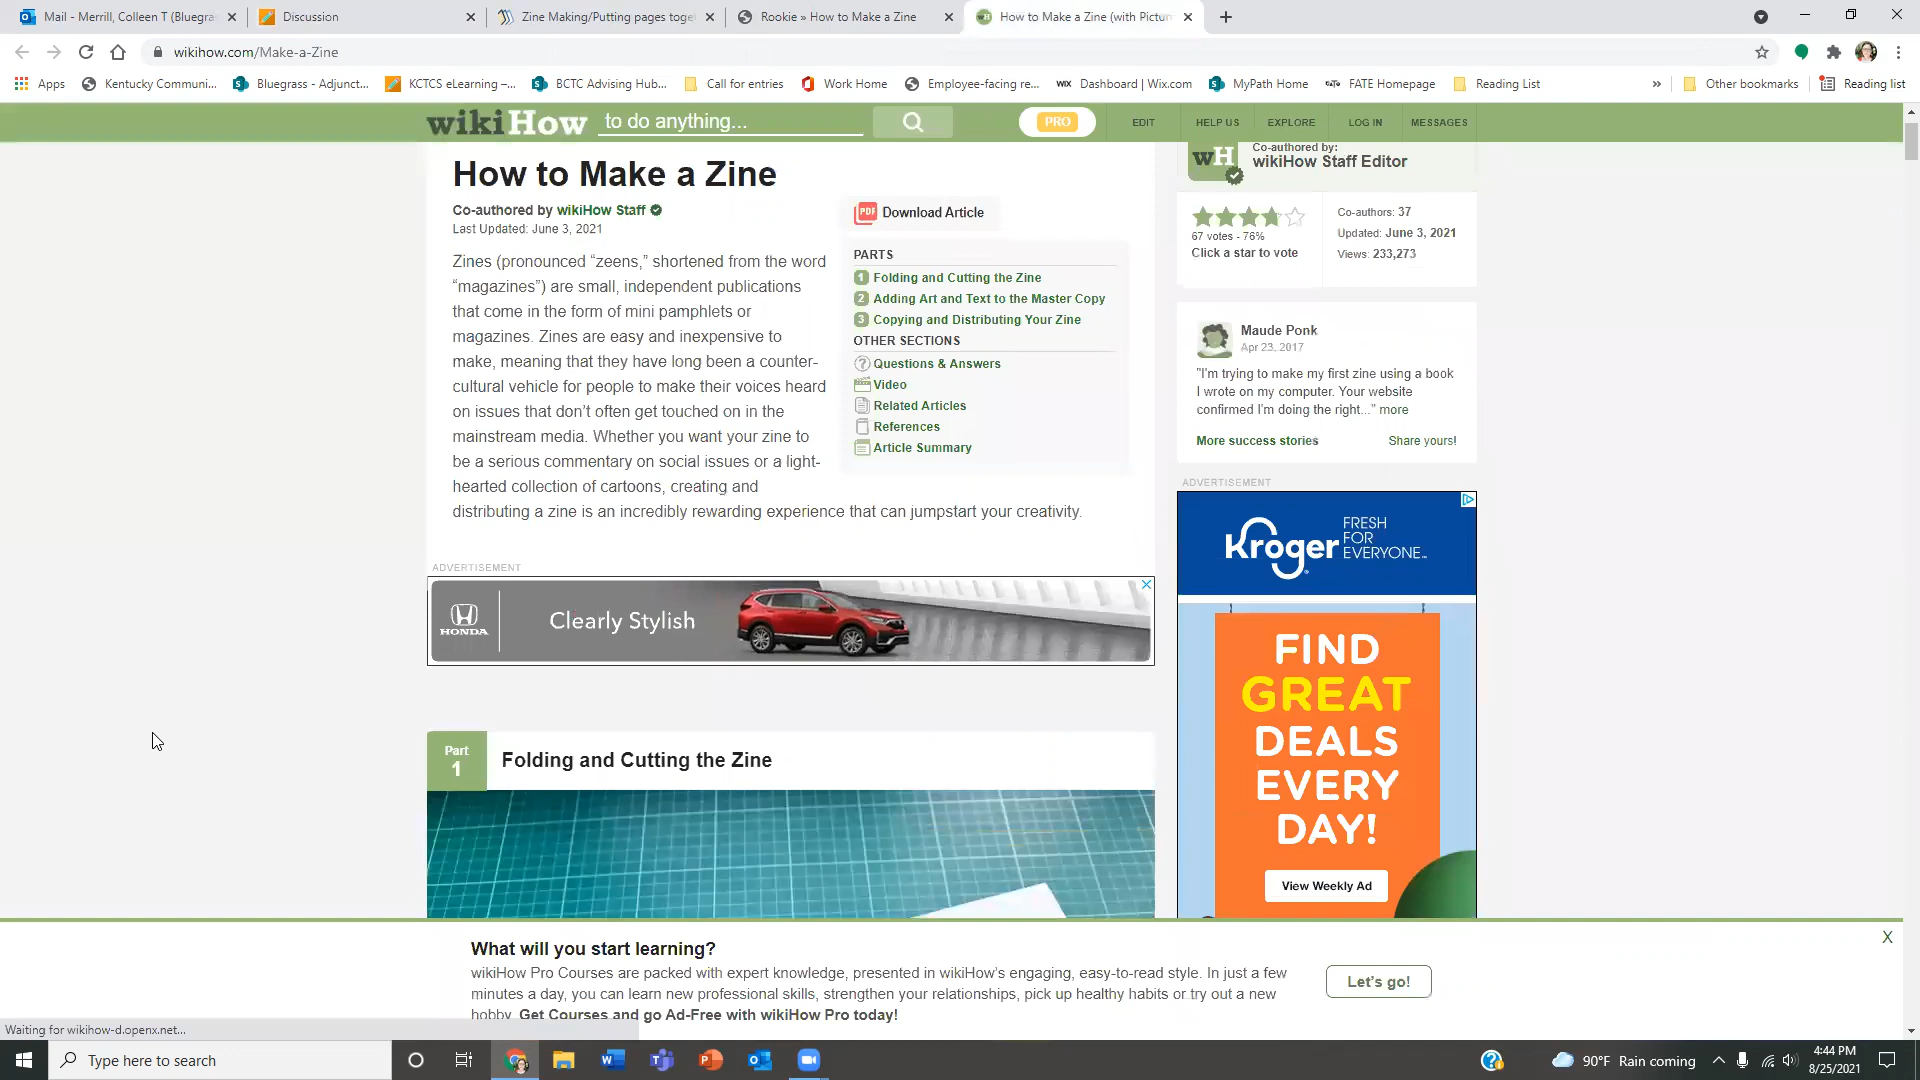 Mail - Merrill, Colleen T (Bluegra
Discussion
Zine Making/Putting pages toge
Rookie » How to Make a Zine
How to Make a Zine (with Pictur
wikihow.com/Make-a-Zine
Apps
Kentucky Communi...
Bluegrass - Adjunct...
KCTCS eLearning –...
BCTC Advising Hub...
Call for entries
Work Home
Employee-facing re...
WIX Dashboard | Wix.com
MyPath Home
FATE Homepage
Reading List
»
Other bookmarks
Reading list
wikiHow to do anything...
PRO
EDIT
HELP US
EXPLORE
LOG IN
MESSAGES
How to Make a Zine
Co-authored by wikiHow Staff
Last Updated: June 3, 2021
Zines (pronounced “zeens,” shortened from the word
“magazines”) are small, independent publications
that come in the form of mini pamphlets or
magazines. Zines are easy and inexpensive to
make, meaning that they have long been a counter-
cultural vehicle for people to make their voices heard
on issues that don’t often get touched on in the
mainstream media. Whether you want your zine to
be a serious commentary on social issues or a light-
hearted collection of cartoons, creating and
distributing a zine is an incredibly rewarding experience that can jumpstart your creativity.
PDF Download Article
PARTS
1 Folding and Cutting the Zine
2 Adding Art and Text to the Master Copy
3 Copying and Distributing Your Zine
OTHER SECTIONS
? Questions & Answers
Video
Related Articles
References
Article Summary
wH
Co-authored by:
wikiHow Staff Editor
67 votes - 76%
Click a star to vote
Co-authors: 37
Updated: June 3, 2021
Views: 233,273
Maude Ponk
Apr 23, 2017
"I'm trying to make my first zine using a book
I wrote on my computer. Your website
confirmed I'm doing the right..." more
More success stories
Share yours!
ADVERTISEMENT
Kroger
FRESH
FOR
EVERYONE™
FIND
GREAT
DEALS
EVERY
DAY!
View Weekly Ad
ADVERTISEMENT
HONDA
Clearly Stylish
Part
1
Folding and Cutting the Zine
What will you start learning?
wikiHow Pro Courses are packed with expert knowledge, presented in wikiHow’s engaging, easy-to-read style. In just a few
minutes a day, you can learn new professional skills, strengthen your relationships, pick up healthy habits or try out a new
hobby. Get Courses and go Ad-Free with wikiHow Pro today!
Let’s go!
X
Waiting for wikihow-d.openx.net...
Type here to search
90°F Rain coming
4:44 PM
8/25/2021